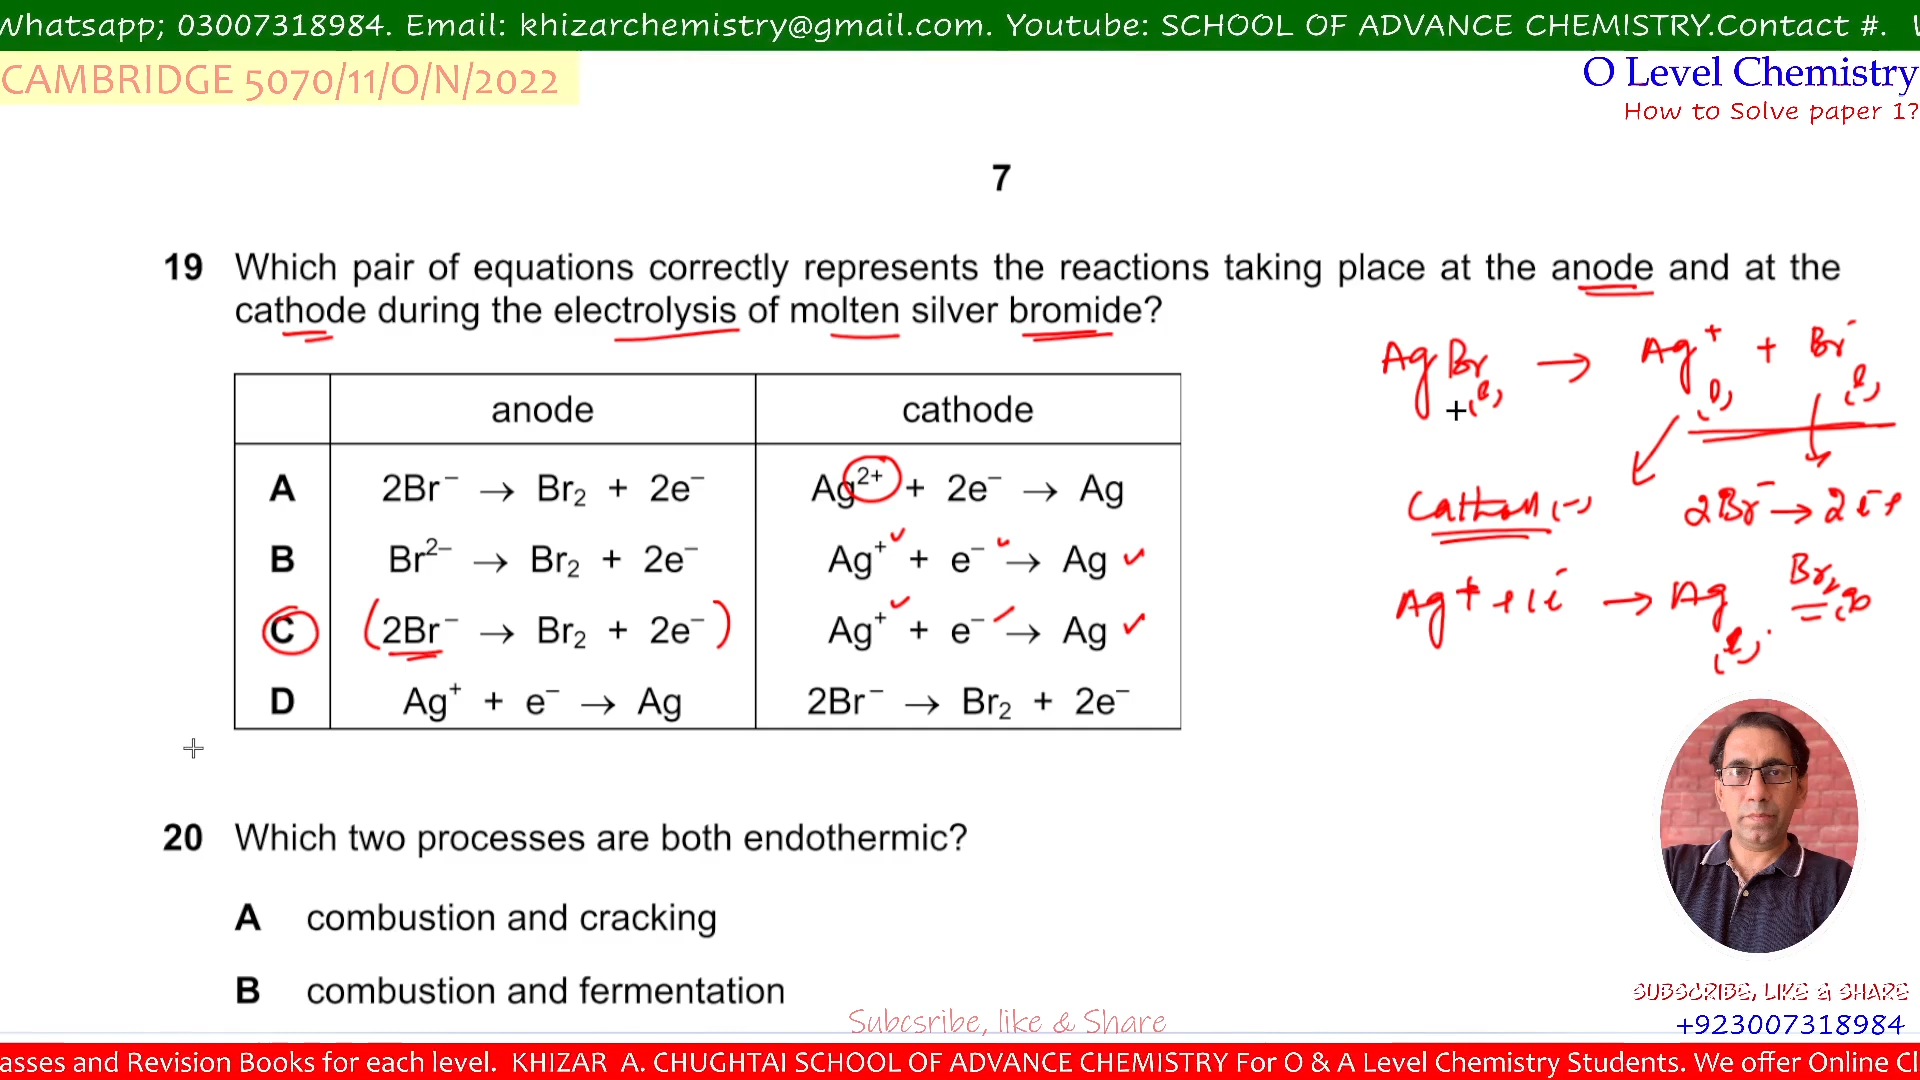 Whatsapp; 03007318984. Email: khizarchemistry@gmail.com. Youtube: SCHOOL OF ADVANCE CHEMISTRY.Contact #.
CAMBRIDGE 5070/11/O/N/2022
O Level Chemistry
How to Solve paper 1?
7
19 Which pair of equations correctly represents the reactions taking place at the anode and at the
cathode during the electrolysis of molten silver bromide?
AgBr(l) → Ag⁺(l) + Br⁻(l)
anode cathode
A 2Br⁻ → Br₂ + 2e⁻ Ag²⁺ + 2e⁻ → Ag
B Br²⁻ → Br₂ + 2e⁻ Ag⁺ + e⁻ → Ag
C (2Br⁻ → Br₂ + 2e⁻) Ag⁺ + e⁻ → Ag
D Ag⁺ + e⁻ → Ag 2Br⁻ → Br₂ + 2e⁻
(-)
2Br⁻ → 2e⁻ +
Br₂(g)
Ag⁺ + 1e⁻ → Ag(l)
20 Which two processes are both endothermic?
A combustion and cracking
B combustion and fermentation
Subcsribe, like & Share
SUBSCRIBE, LIKE & SHARE
+923007318984
asses and Revision Books for each level. KHIZAR A. CHUGHTAI SCHOOL OF ADVANCE CHEMISTRY For O & A Level Chemistry Students. We offer Online Cl